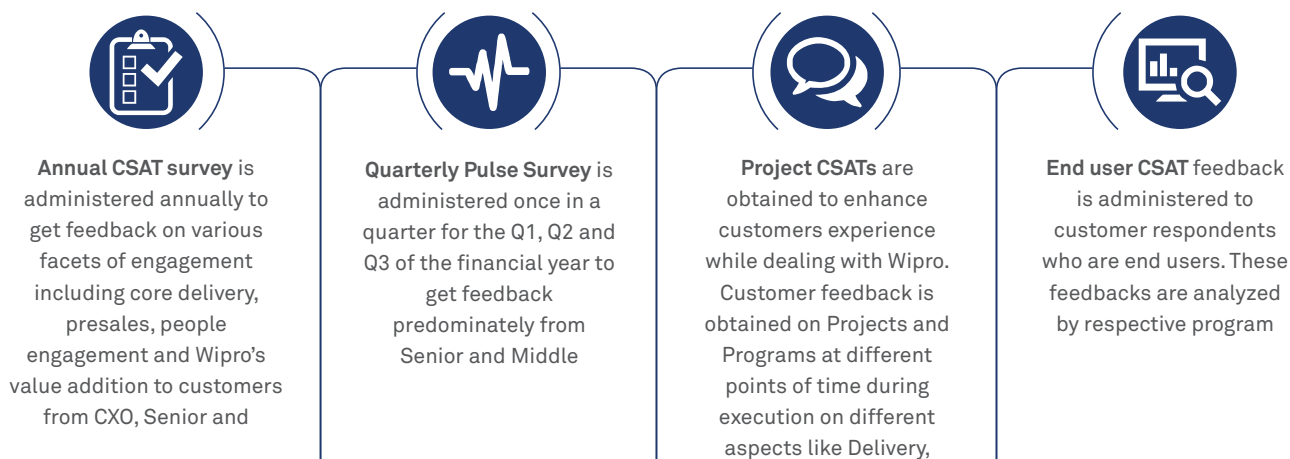 Annual CSAT survey is
administered annually to
get feedback on various
facets of engagement
including core delivery,
presales, people
engagement and Wipro’s
value addition to customers
from CXO, Senior and
Quarterly Pulse Survey is
administered once in a
quarter for the Q1, Q2 and
Q3 of the financial year to
get feedback
predominately from
Senior and Middle
Project CSATs are
obtained to enhance
customers experience
while dealing with Wipro.
Customer feedback is
obtained on Projects and
Programs at different
points of time during
execution on different
aspects like Delivery,
End user CSAT feedback
is administered to
customer respondents
who are end users. These
feedbacks are analyzed
by respective program